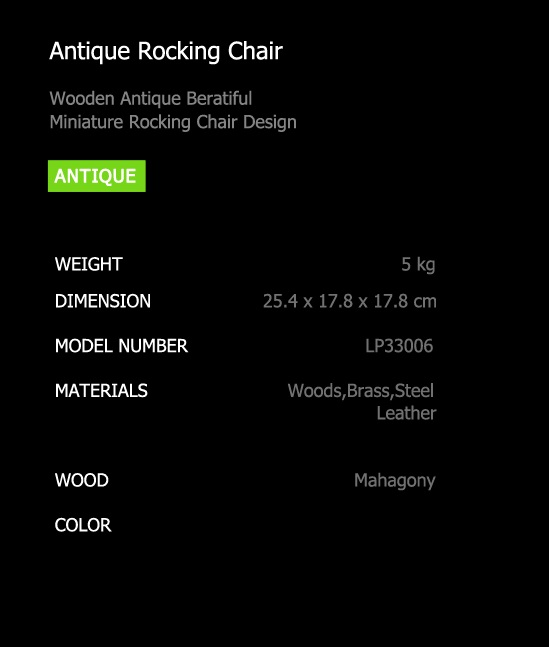 Antique Rocking Chair
Wooden Antique Beratiful
Miniature Rocking Chair Design
ANTIQUE
WEIGHT 5 kg
DIMENSION 25.4 x 17.8 x 17.8 cm
MODEL NUMBER LP33006
MATERIALS Woods,Brass,Steel
Leather
WOOD Mahagony
COLOR